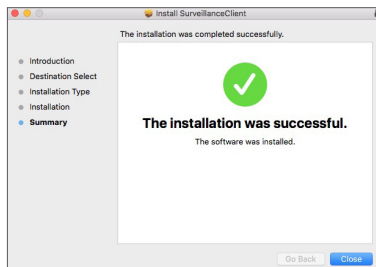 Install SurveillanceClient
The installation was completed successfully.
Introduction
Destination Select
Installation Type
Installation
Summary
The installation was successful.
The software was installed.
Go Back
Close